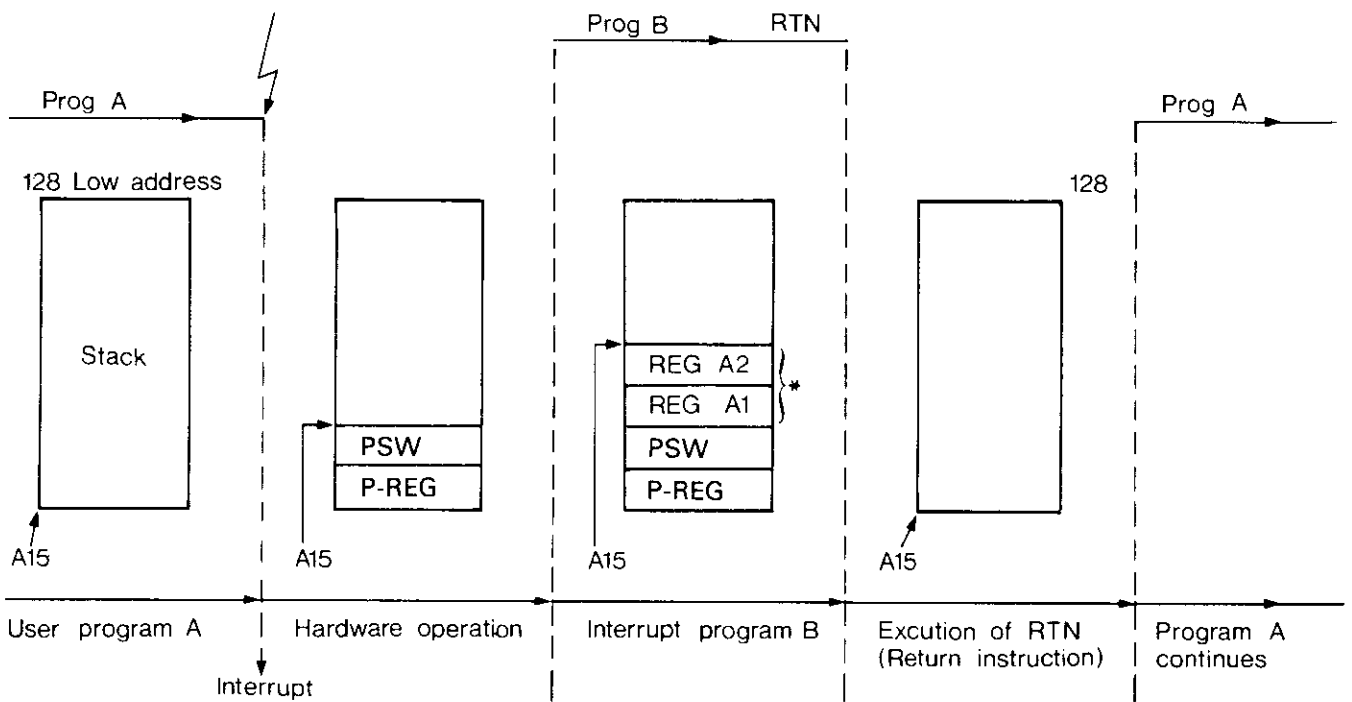 Prog B RTN
Prog A
Prog A
128 Low address
128
Stack
PSW
P-REG
REG A2
REG A1
*
PSW
P-REG
A15
A15
A15
A15
User program A
Hardware operation
Interrupt program B
Excution of RTN
(Return instruction)
Program A
continues
Interrupt